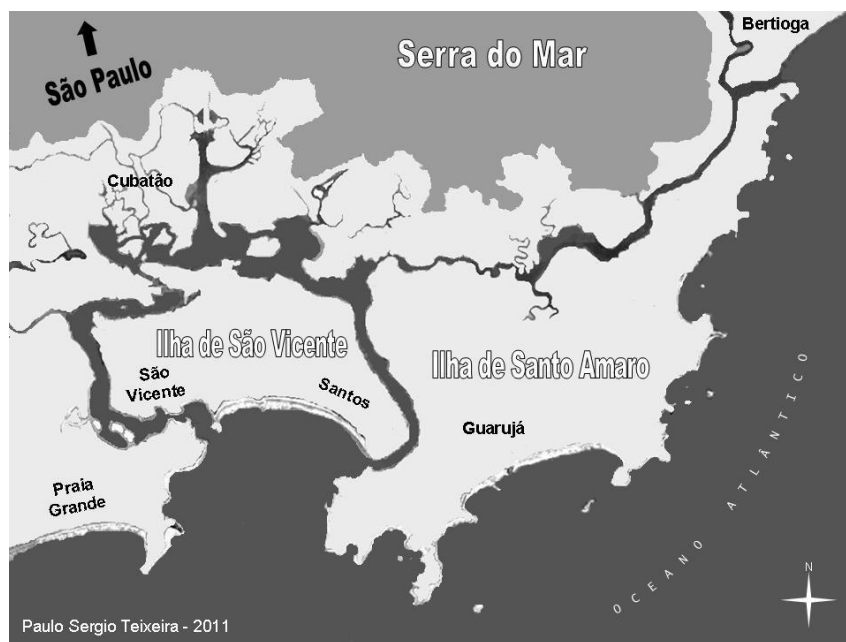 Bertioga
Serra do Mar
São Paulo
Cubatão
Ilha de São Vicente
Ilha de Santo Amaro
São
Vicente
Santos
Guarujá
Praia
Grande
OCEANO ATLÂNTICO
N
Paulo Sergio Teixeira - 2011